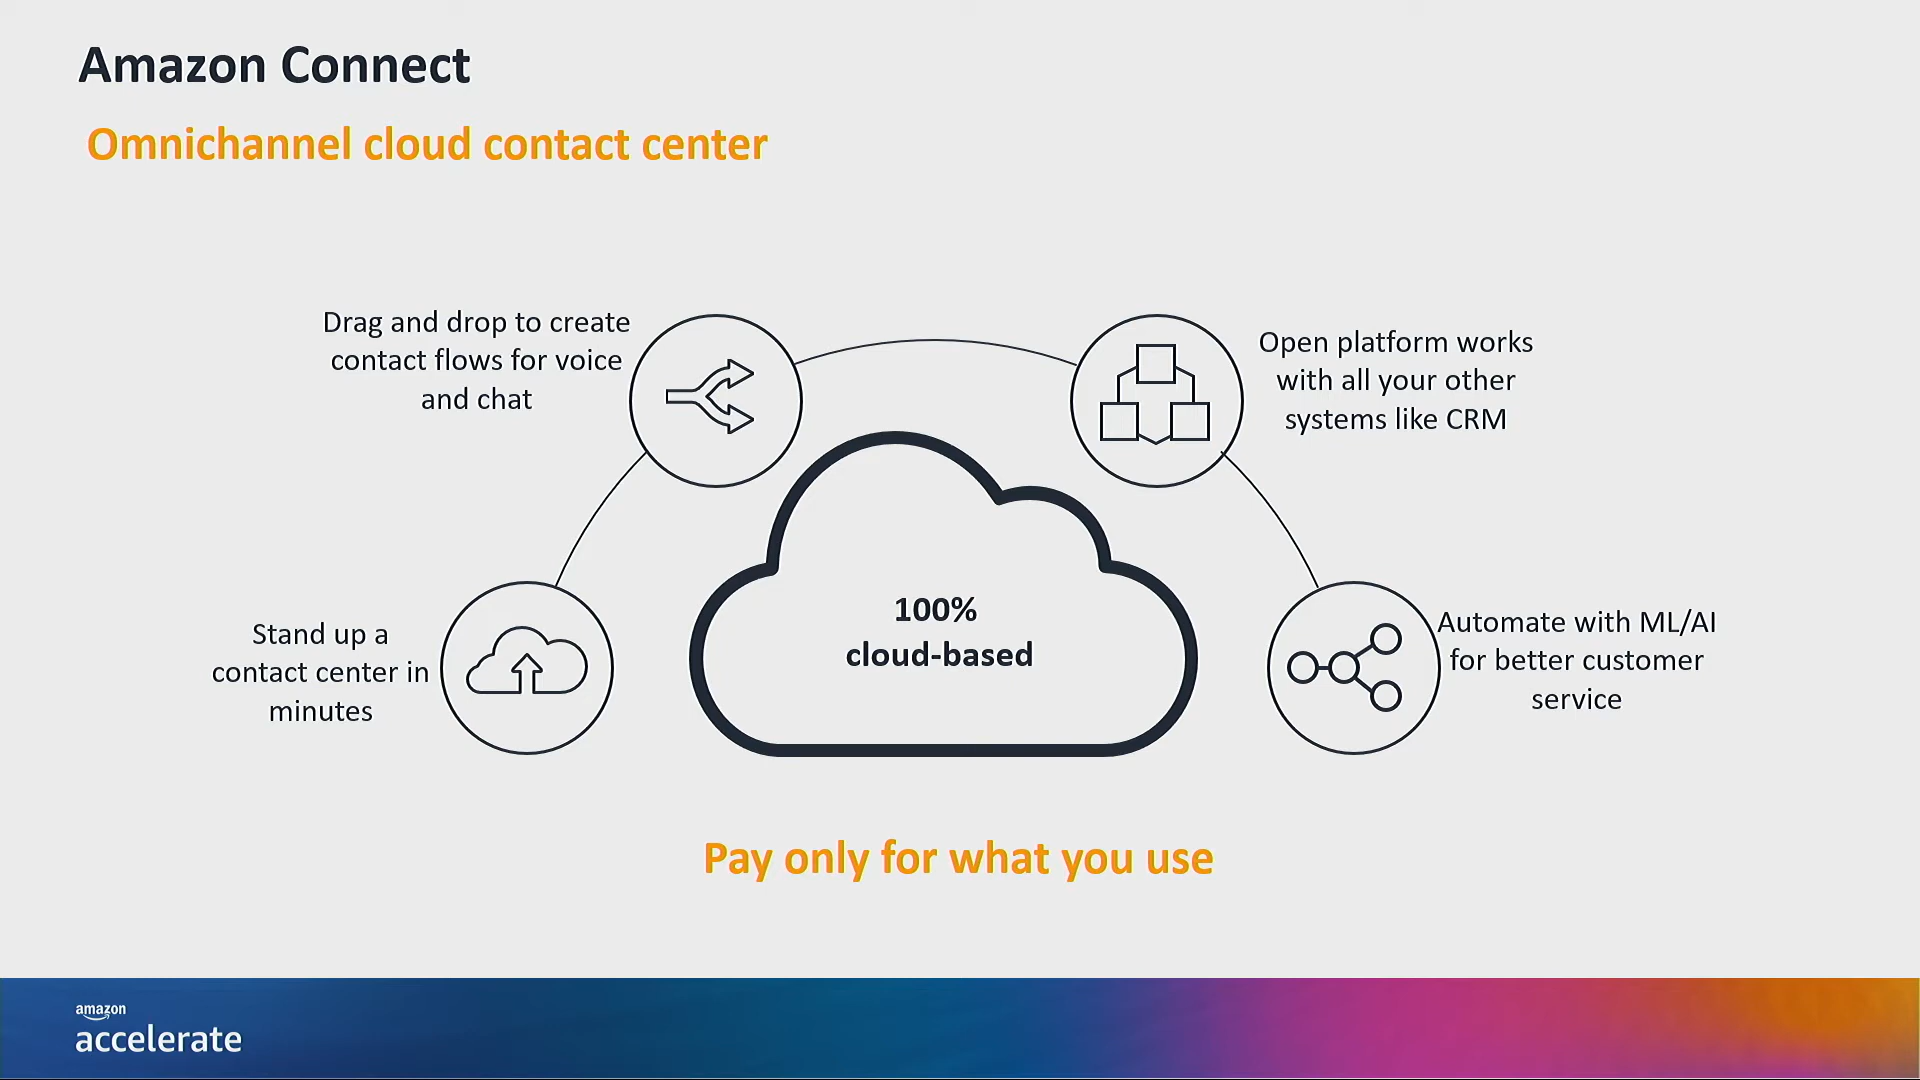 Amazon Connect
Omnichannel cloud contact center
Drag and drop to create
contact flows for voice
and chat
Open platform works
with all your other
systems like CRM
Stand up a
contact center in
minutes
100%
cloud-based
Automate with ML/AI
for better customer
service
Pay only for what you use
amazon
accelerate